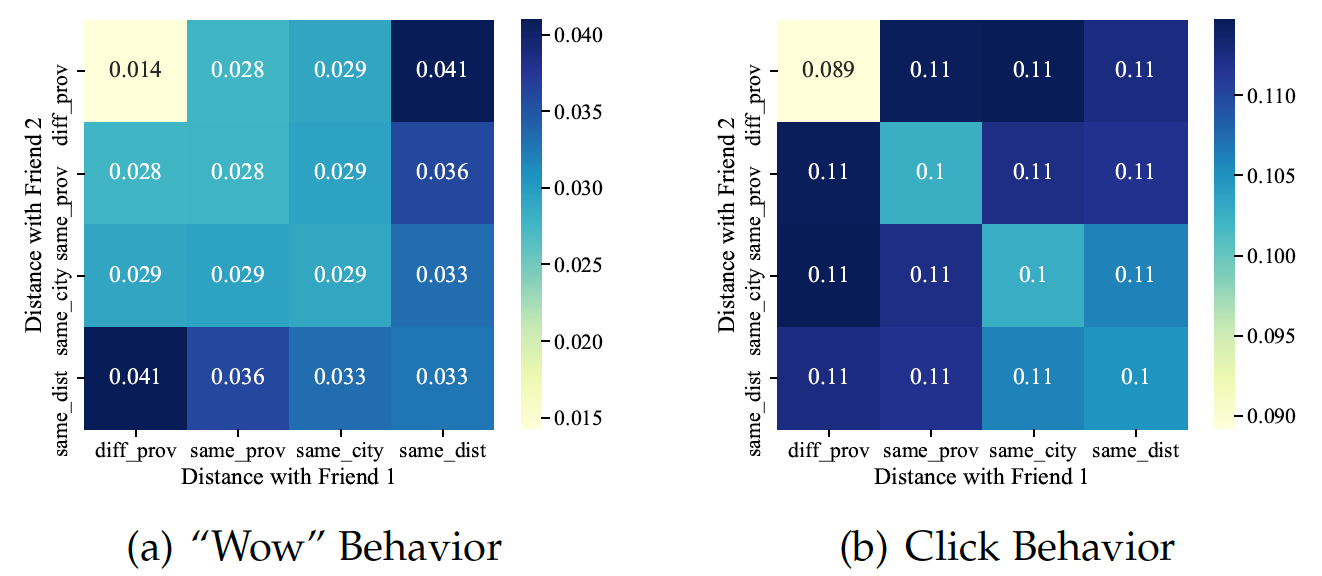 0.014 0.028 0.029 0.041
0.028 0.028 0.029 0.036
0.029 0.029 0.029 0.033
0.041 0.036 0.033 0.033
diff_prov
same_prov
same_city
same_dist
Distance with Friend 2
diff_prov same_prov same_city same_dist
Distance with Friend 1
0.040
0.035
0.030
0.025
0.020
0.015
(a) “Wow” Behavior
0.089 0.11 0.11 0.11
0.11 0.1 0.11 0.11
0.11 0.11 0.1 0.11
0.11 0.11 0.11 0.1
diff_prov
same_prov
same_city
same_dist
Distance with Friend 2
diff_prov same_prov same_city same_dist
Distance with Friend 1
0.110
0.105
0.100
0.095
0.090
(b) Click Behavior